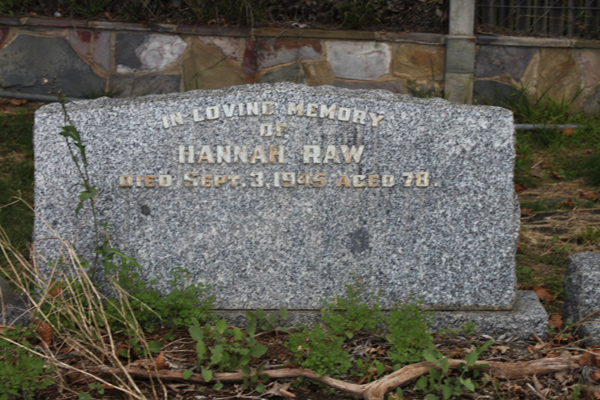 IN LOVING MEMORY
OF
HANNAH RAW
DIED SEPT. 3, 1945 AGED 78.